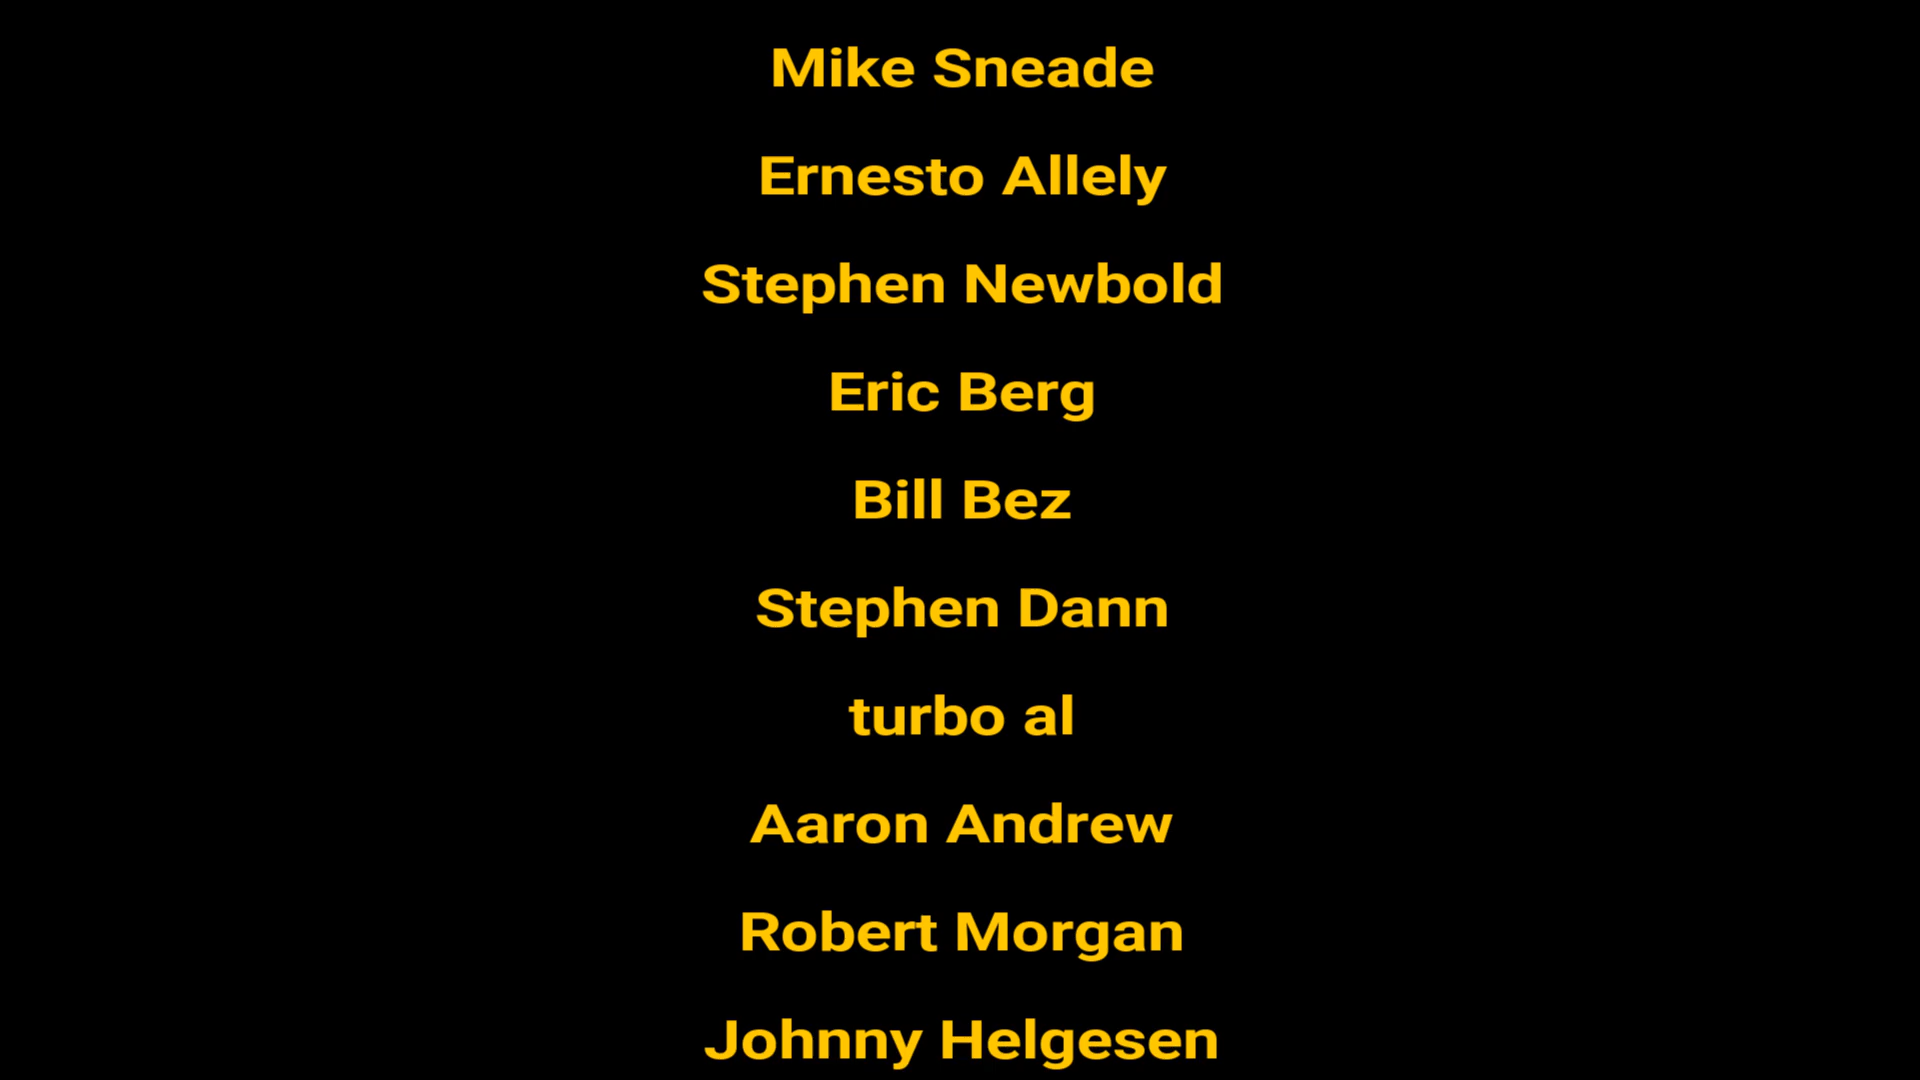 Mike Sneade
Ernesto Allely
Stephen Newbold
Eric Berg
Bill Bez
Stephen Dann
turbo al
Aaron Andrew
Robert Morgan
Johnny Helgesen